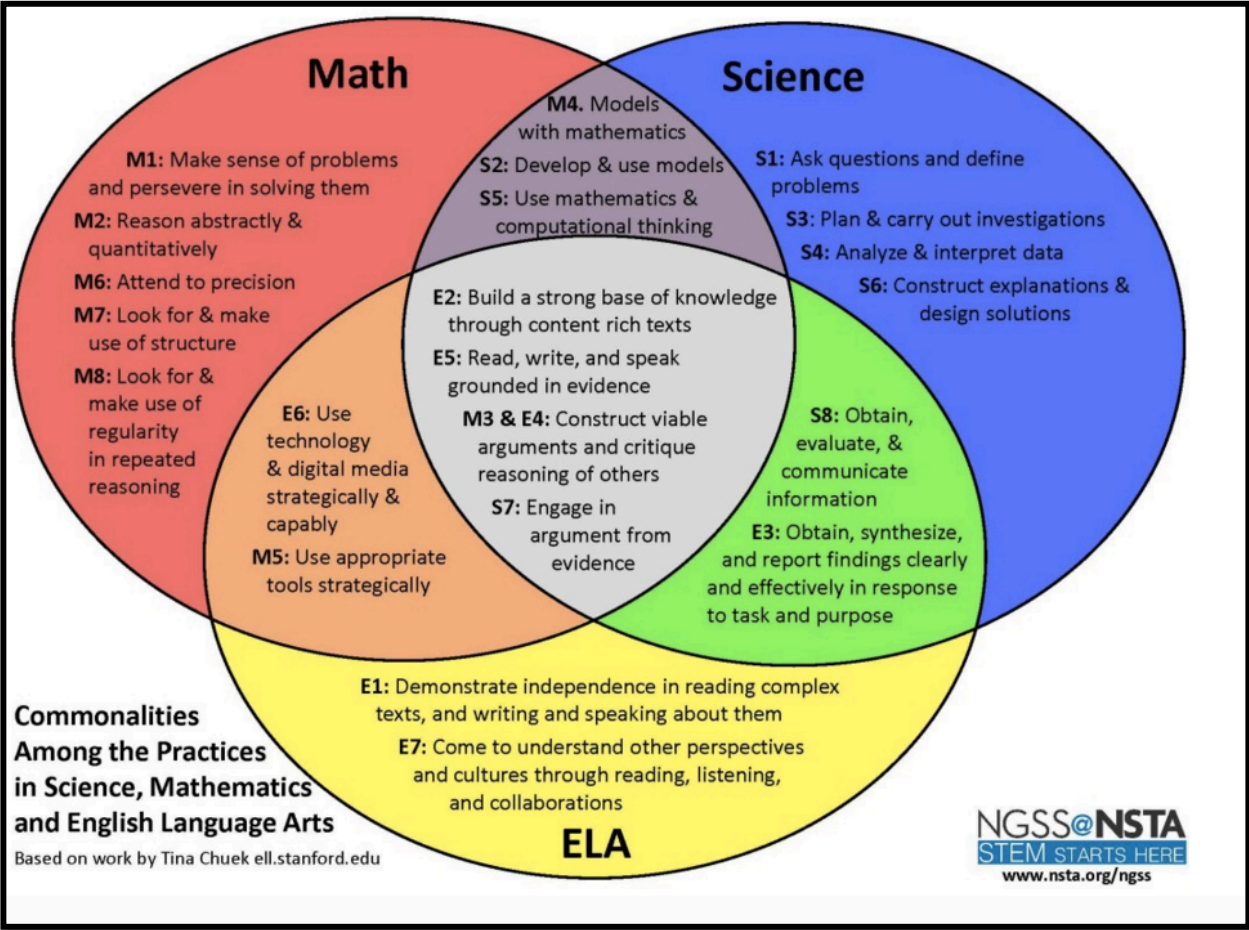 Math
Science
M1: Make sense of problems
and persevere in solving them
M2: Reason abstractly &
quantitatively
M6: Attend to precision
M7: Look for & make
use of structure
M8: Look for &
make use of
regularity
in repeated
reasoning
M4. Models
with mathematics
S2: Develop & use models
S5: Use mathematics &
computational thinking
S1: Ask questions and define
problems
S3: Plan & carry out investigations
S4: Analyze & interpret data
S6: Construct explanations &
design solutions
E2: Build a strong base of knowledge
through content rich texts
E5: Read, write, and speak
grounded in evidence
M3 & E4: Construct viable
arguments and critique
reasoning of others
S7: Engage in
argument from
evidence
E6: Use
technology
& digital media
strategically &
capably
M5: Use appropriate
tools strategically
S8: Obtain,
evaluate, &
communicate
information
E3: Obtain, synthesize,
and report findings clearly
and effectively in response
to task and purpose
E1: Demonstrate independence in reading complex
texts, and writing and speaking about them
E7: Come to understand other perspectives
and cultures through reading, listening,
and collaborations
ELA
Commonalities
Among the Practices
in Science, Mathematics
and English Language Arts
Based on work by Tina Chuek ell.stanford.edu
NGSS@NSTA
STEM STARTS HERE
www.nsta.org/ngss